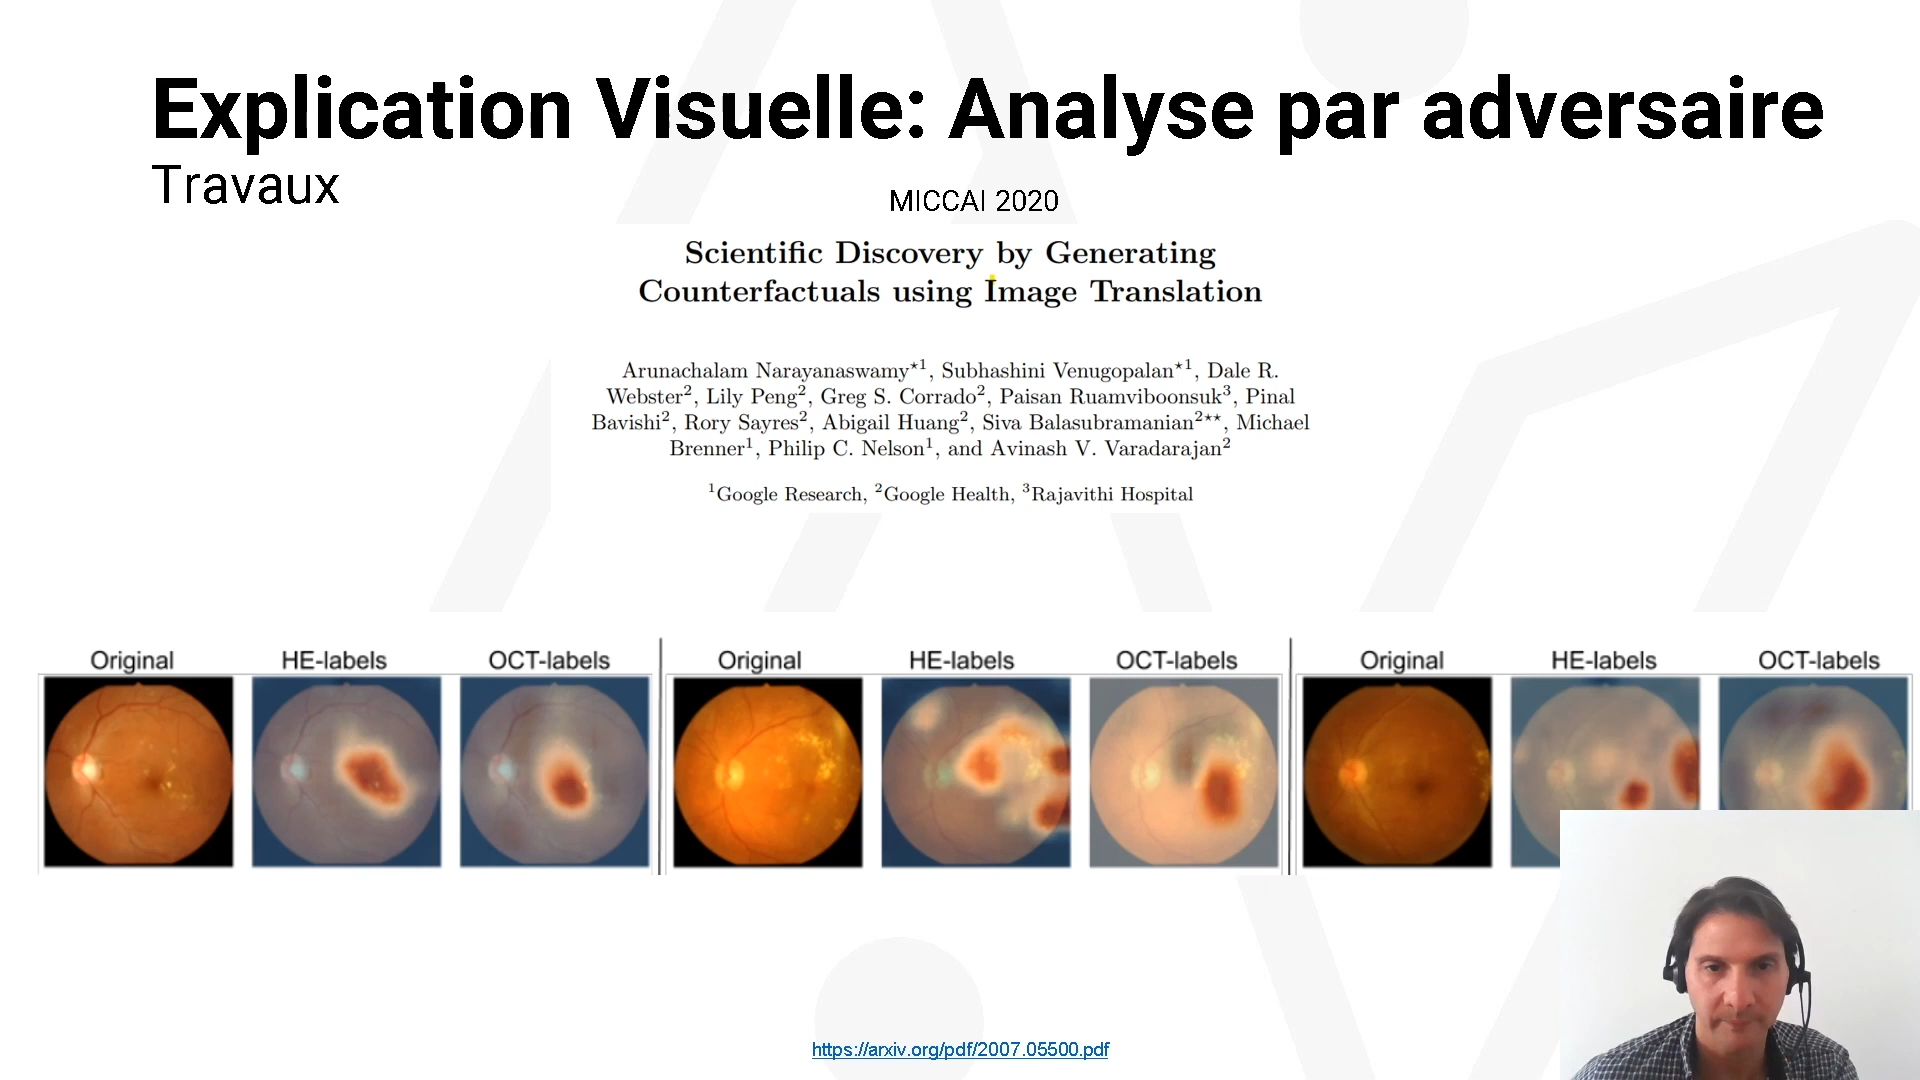 Explication Visuelle: Analyse par adversaire
Travaux
MICCAI 2020
Scientific Discovery by Generating
Counterfactuals using Image Translation
Arunachalam Narayanaswamy⋆1, Subhashini Venugopalan⋆1, Dale R.
Webster2, Lily Peng2, Greg S. Corrado2, Paisan Ruamviboonsuk3, Pinal
Bavishi2, Rory Sayres2, Abigail Huang2, Siva Balasubramanian2⋆⋆, Michael
Brenner1, Philip C. Nelson1, and Avinash V. Varadarajan2
1Google Research, 2Google Health, 3Rajavithi Hospital
Original HE-labels OCT-labels Original HE-labels OCT-labels Original HE-labels OCT-labels
https://arxiv.org/pdf/2007.05500.pdf